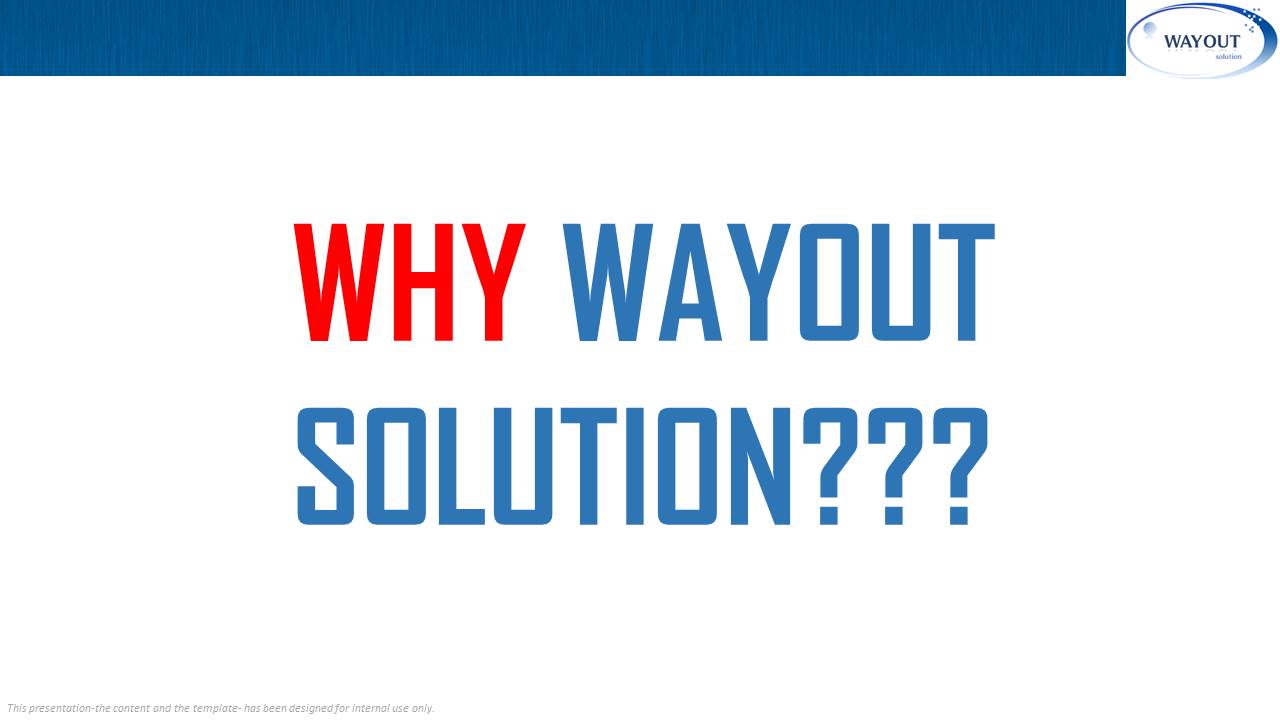 WAYOUT
solution
WHY WAYOUT
SOLUTION???
This presentation-the content and the template- has been designed for internal use only.